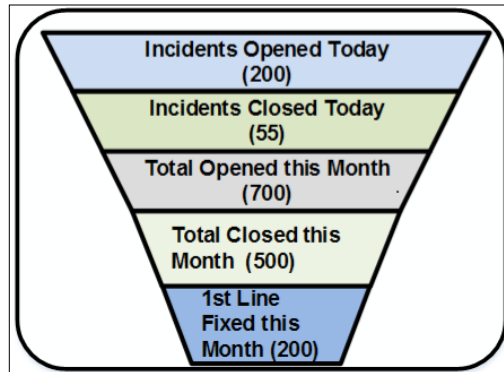 Incidents Opened Today
(200)
Incidents Closed Today
(55)
Total Opened this Month
(700)
Total Closed this
Month (500)
1st Line
Fixed this
Month (200)